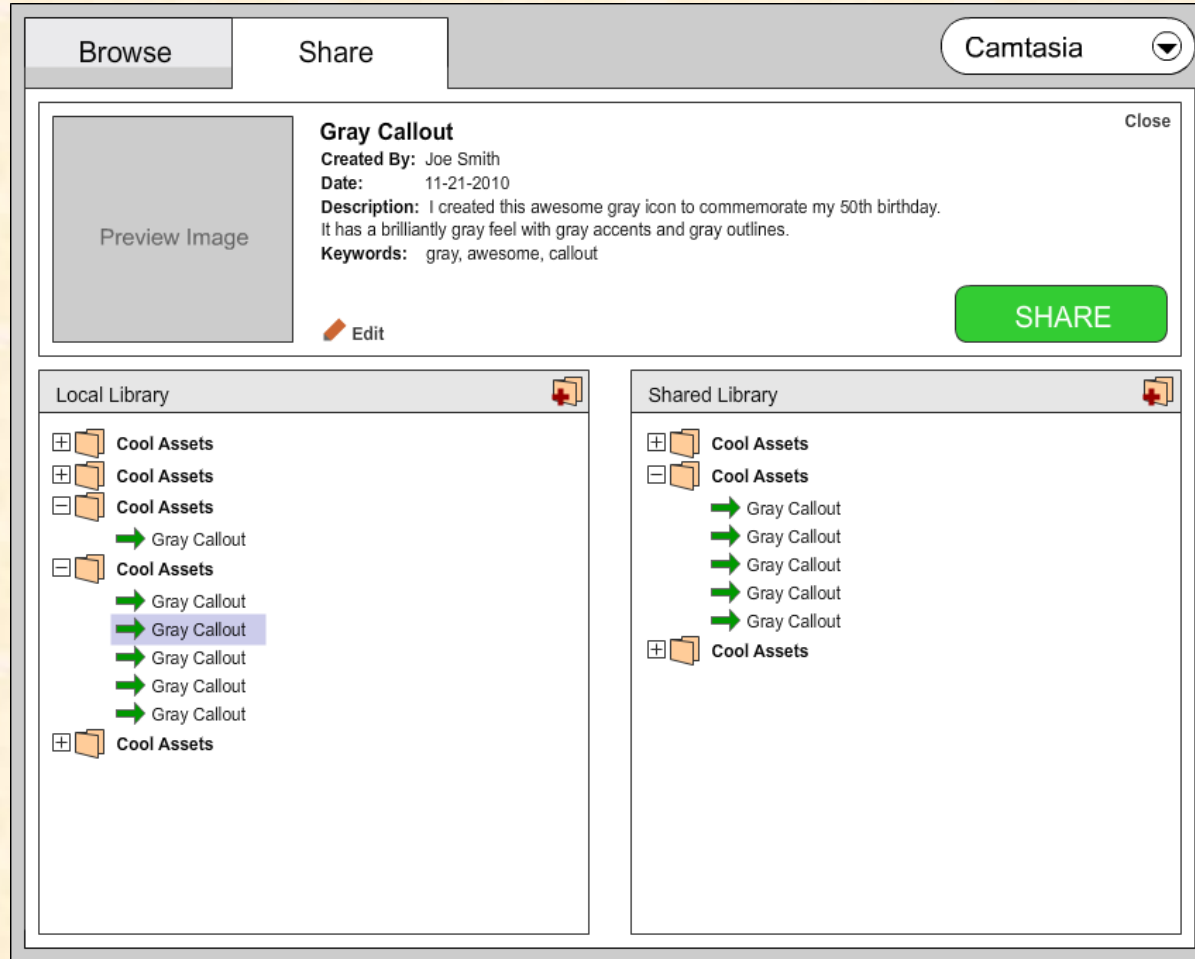 Browse
Share
Camtasia
Close
Preview Image
Gray Callout
Created By: Joe Smith
Date: 11-21-2010
Description: I created this awesome gray icon to commemorate my 50th birthday.
It has a brilliantly gray feel with gray accents and gray outlines.
Keywords: gray, awesome, callout
Edit
SHARE
Local Library
Cool Assets
Cool Assets
Cool Assets
Gray Callout
Cool Assets
Gray Callout
Gray Callout
Gray Callout
Gray Callout
Gray Callout
Cool Assets
Shared Library
Cool Assets
Cool Assets
Gray Callout
Gray Callout
Gray Callout
Gray Callout
Gray Callout
Cool Assets